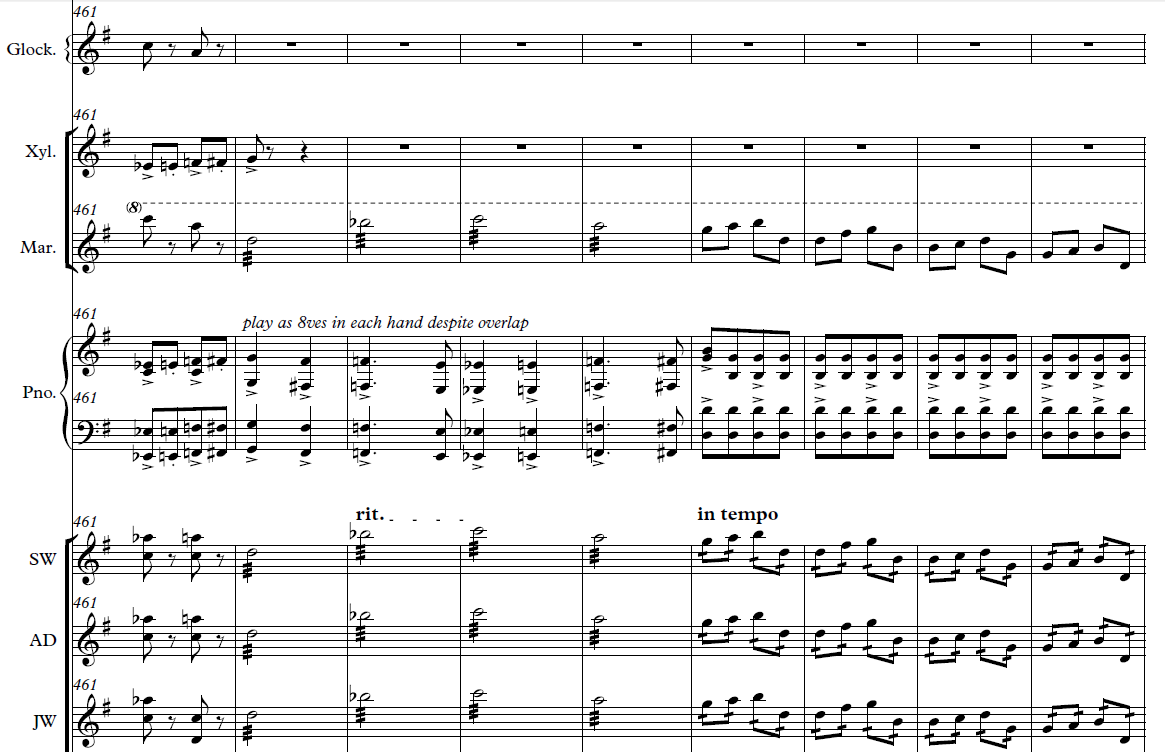 461
Glock.
461
Xyl.
461
(8)
Mar.
461
play as 8ves in each hand despite overlap
Pno.
461
461
rit.
in tempo
SW
461
AD
461
JW